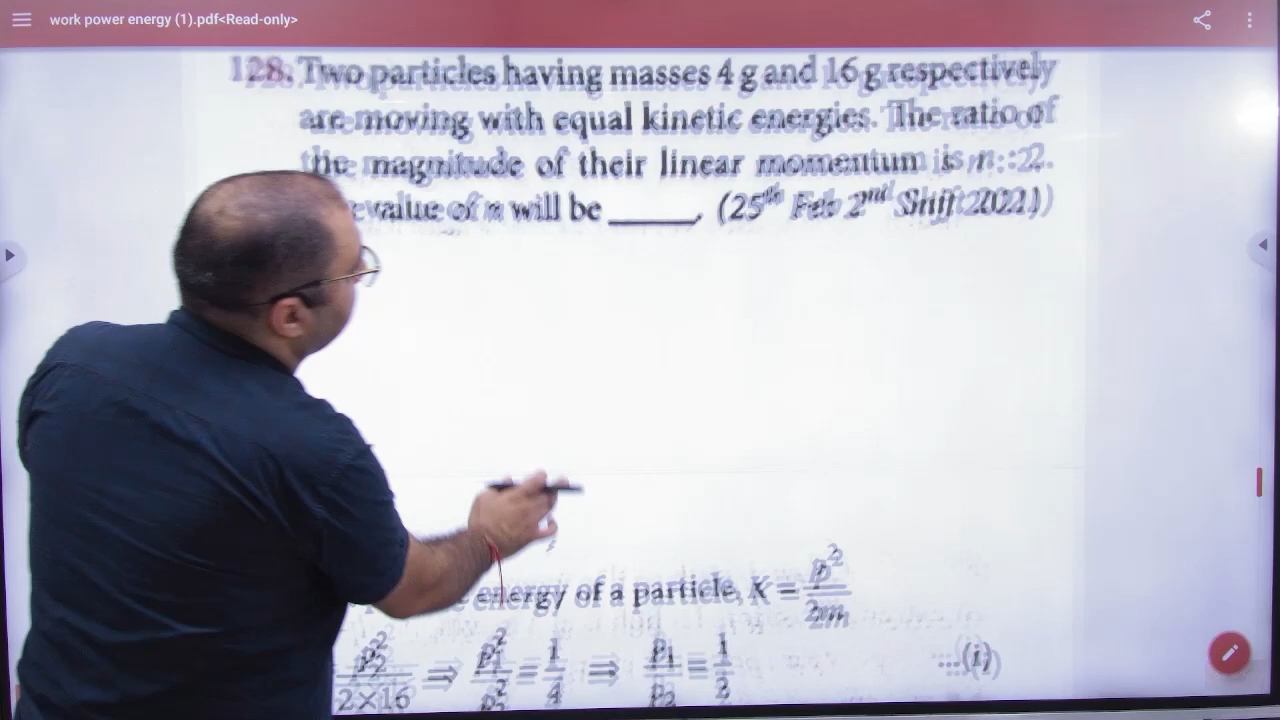 work power energy (1).pdf<Read-only>
128. Two particles having masses 4 g and 16 g respectively
are moving with equal kinetic energies. The ratio of
the magnitude of their linear momentum is n : 2.
value of n will be ______. (25th Feb 2nd Shift 2021)
energy of a particle, K = p²/2m
p₂²/2×16 ⇒ p₁²/p₂² = 1/4 ⇒ p₁/p₂ = 1/2 ...(i)